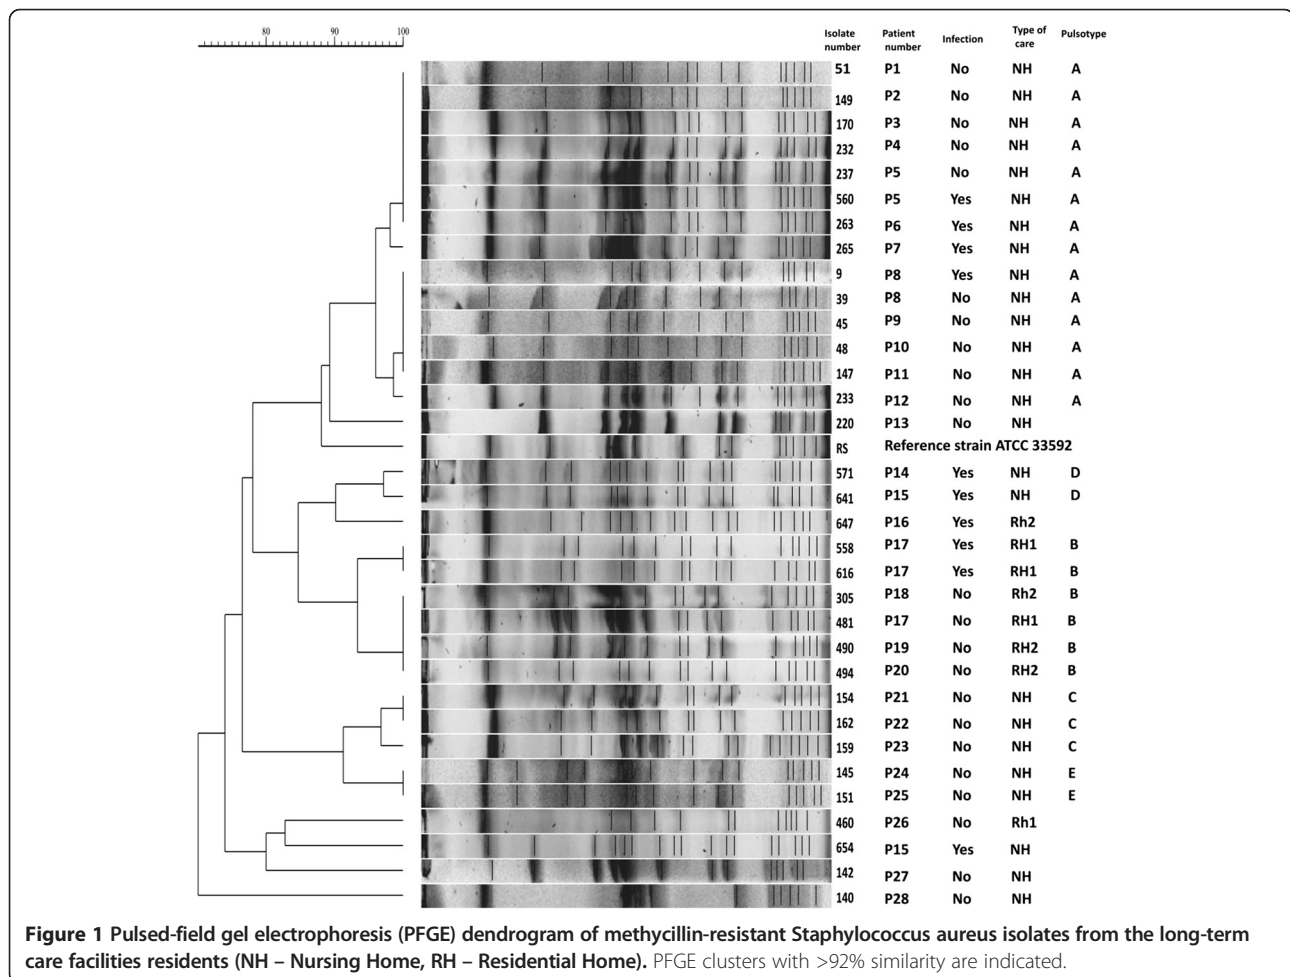 80 100
Isolate number Patient number Infection Type of care Pulsotype
51 P1 No NH A
149 P2 No NH A
170 P3 No NH A
232 P4 No NH A
237 P5 No NH A
560 P5 Yes NH A
263 P6 Yes NH A
265 P7 Yes NH A
9 P8 Yes NH A
39 P8 No NH A
45 P9 No NH A
48 P10 No NH A
147 P11 No NH A
233 P12 No NH A
220 P13 No NH
RS Reference strain ATCC 33592
571 P14 Yes NH D
641 P15 Yes NH D
647 P16 Yes Rh2
558 P17 Yes RH1 B
616 P17 Yes RH1 B
305 P18 No Rh2 B
481 P17 No RH1 B
490 P19 No RH2 B
494 P20 No RH2 B
154 P21 No NH C
162 P22 No NH C
159 P23 No NH C
145 P24 No NH E
151 P25 No NH E
460 P26 No Rh1
654 P15 Yes NH
142 P27 No NH
140 P28 No NH
Figure 1 Pulsed-field gel electrophoresis (PFGE) dendrogram of methycillin-resistant Staphylococcus aureus isolates from the long-term
care facilities residents (NH – Nursing Home, RH – Residential Home). PFGE clusters with >92% similarity are indicated.